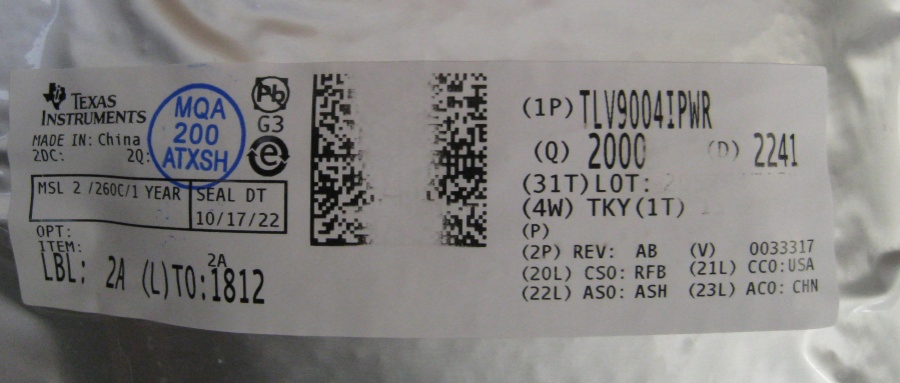 TEXAS
INSTRUMENTS
MADE IN: China
2DC: 2Q:
MQA
200
ATXSH
Pb
G3
e
MSL 2 /260C/1 YEAR
SEAL DT
10/17/22
OPT:
ITEM:
2A
LBL: 2A (L)TO:1812
(1P) TLV9004IPWR
(Q) 2000 (D) 2241
(31T)LOT:
(4W) TKY(1T)
(P)
(2P) REV: AB (V) 0033317
(20L) CSO: RFB (21L) CCO:USA
(22L) ASO: ASH (23L) ACO: CHN